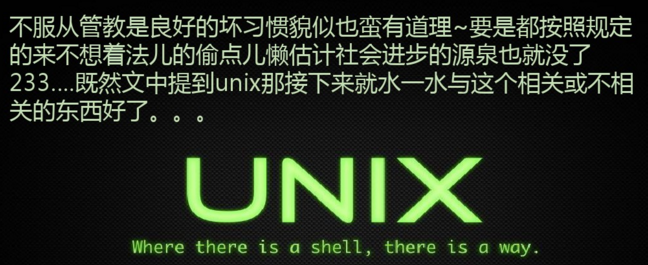 不服从管教是良好的坏习惯貌似也蛮有道理~要是都按照规定
的来不想着法儿的偷点儿懒估计社会进步的源泉也就没了
233....既然文中提到unix那接下来就水一水与这个相关或不相
关的东西好了。。。
UNIX
Where there is a shell, there is a way.